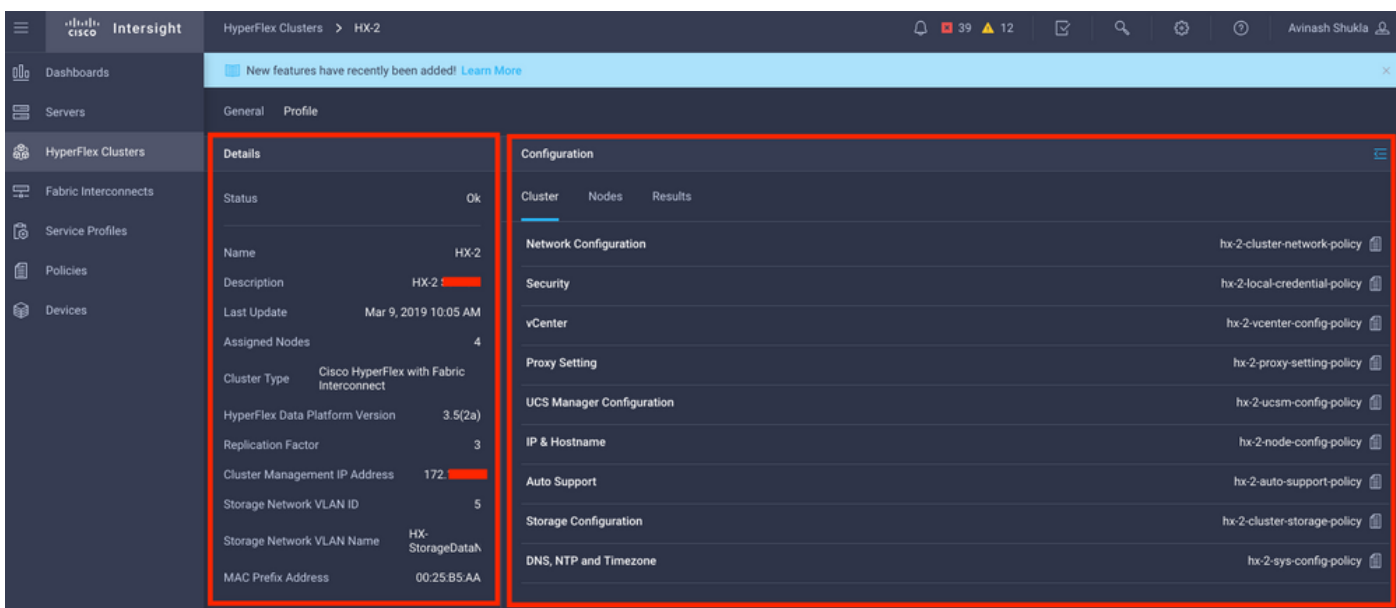 cisco Intersight
HyperFlex Clusters > HX-2
39 12
Avinash Shukla
Dashboards
Servers
HyperFlex Clusters
Fabric Interconnects
Service Profiles
Policies
Devices
New features have recently been added! Learn More
General Profile
Details
Status Ok
Name HX-2
Description HX-2
Last Update Mar 9, 2019 10:05 AM
Assigned Nodes 4
Cluster Type Cisco HyperFlex with Fabric
Interconnect
HyperFlex Data Platform Version 3.5(2a)
Replication Factor 3
Cluster Management IP Address 172.
Storage Network VLAN ID 5
Storage Network VLAN Name HX-
StorageDataN
MAC Prefix Address 00:25:B5:AA
Configuration
Cluster Nodes Results
Network Configuration hx-2-cluster-network-policy
Security hx-2-local-credential-policy
vCenter hx-2-vcenter-config-policy
Proxy Setting hx-2-proxy-setting-policy
UCS Manager Configuration hx-2-ucsm-config-policy
IP & Hostname hx-2-node-config-policy
Auto Support hx-2-auto-support-policy
Storage Configuration hx-2-cluster-storage-policy
DNS, NTP and Timezone hx-2-sys-config-policy